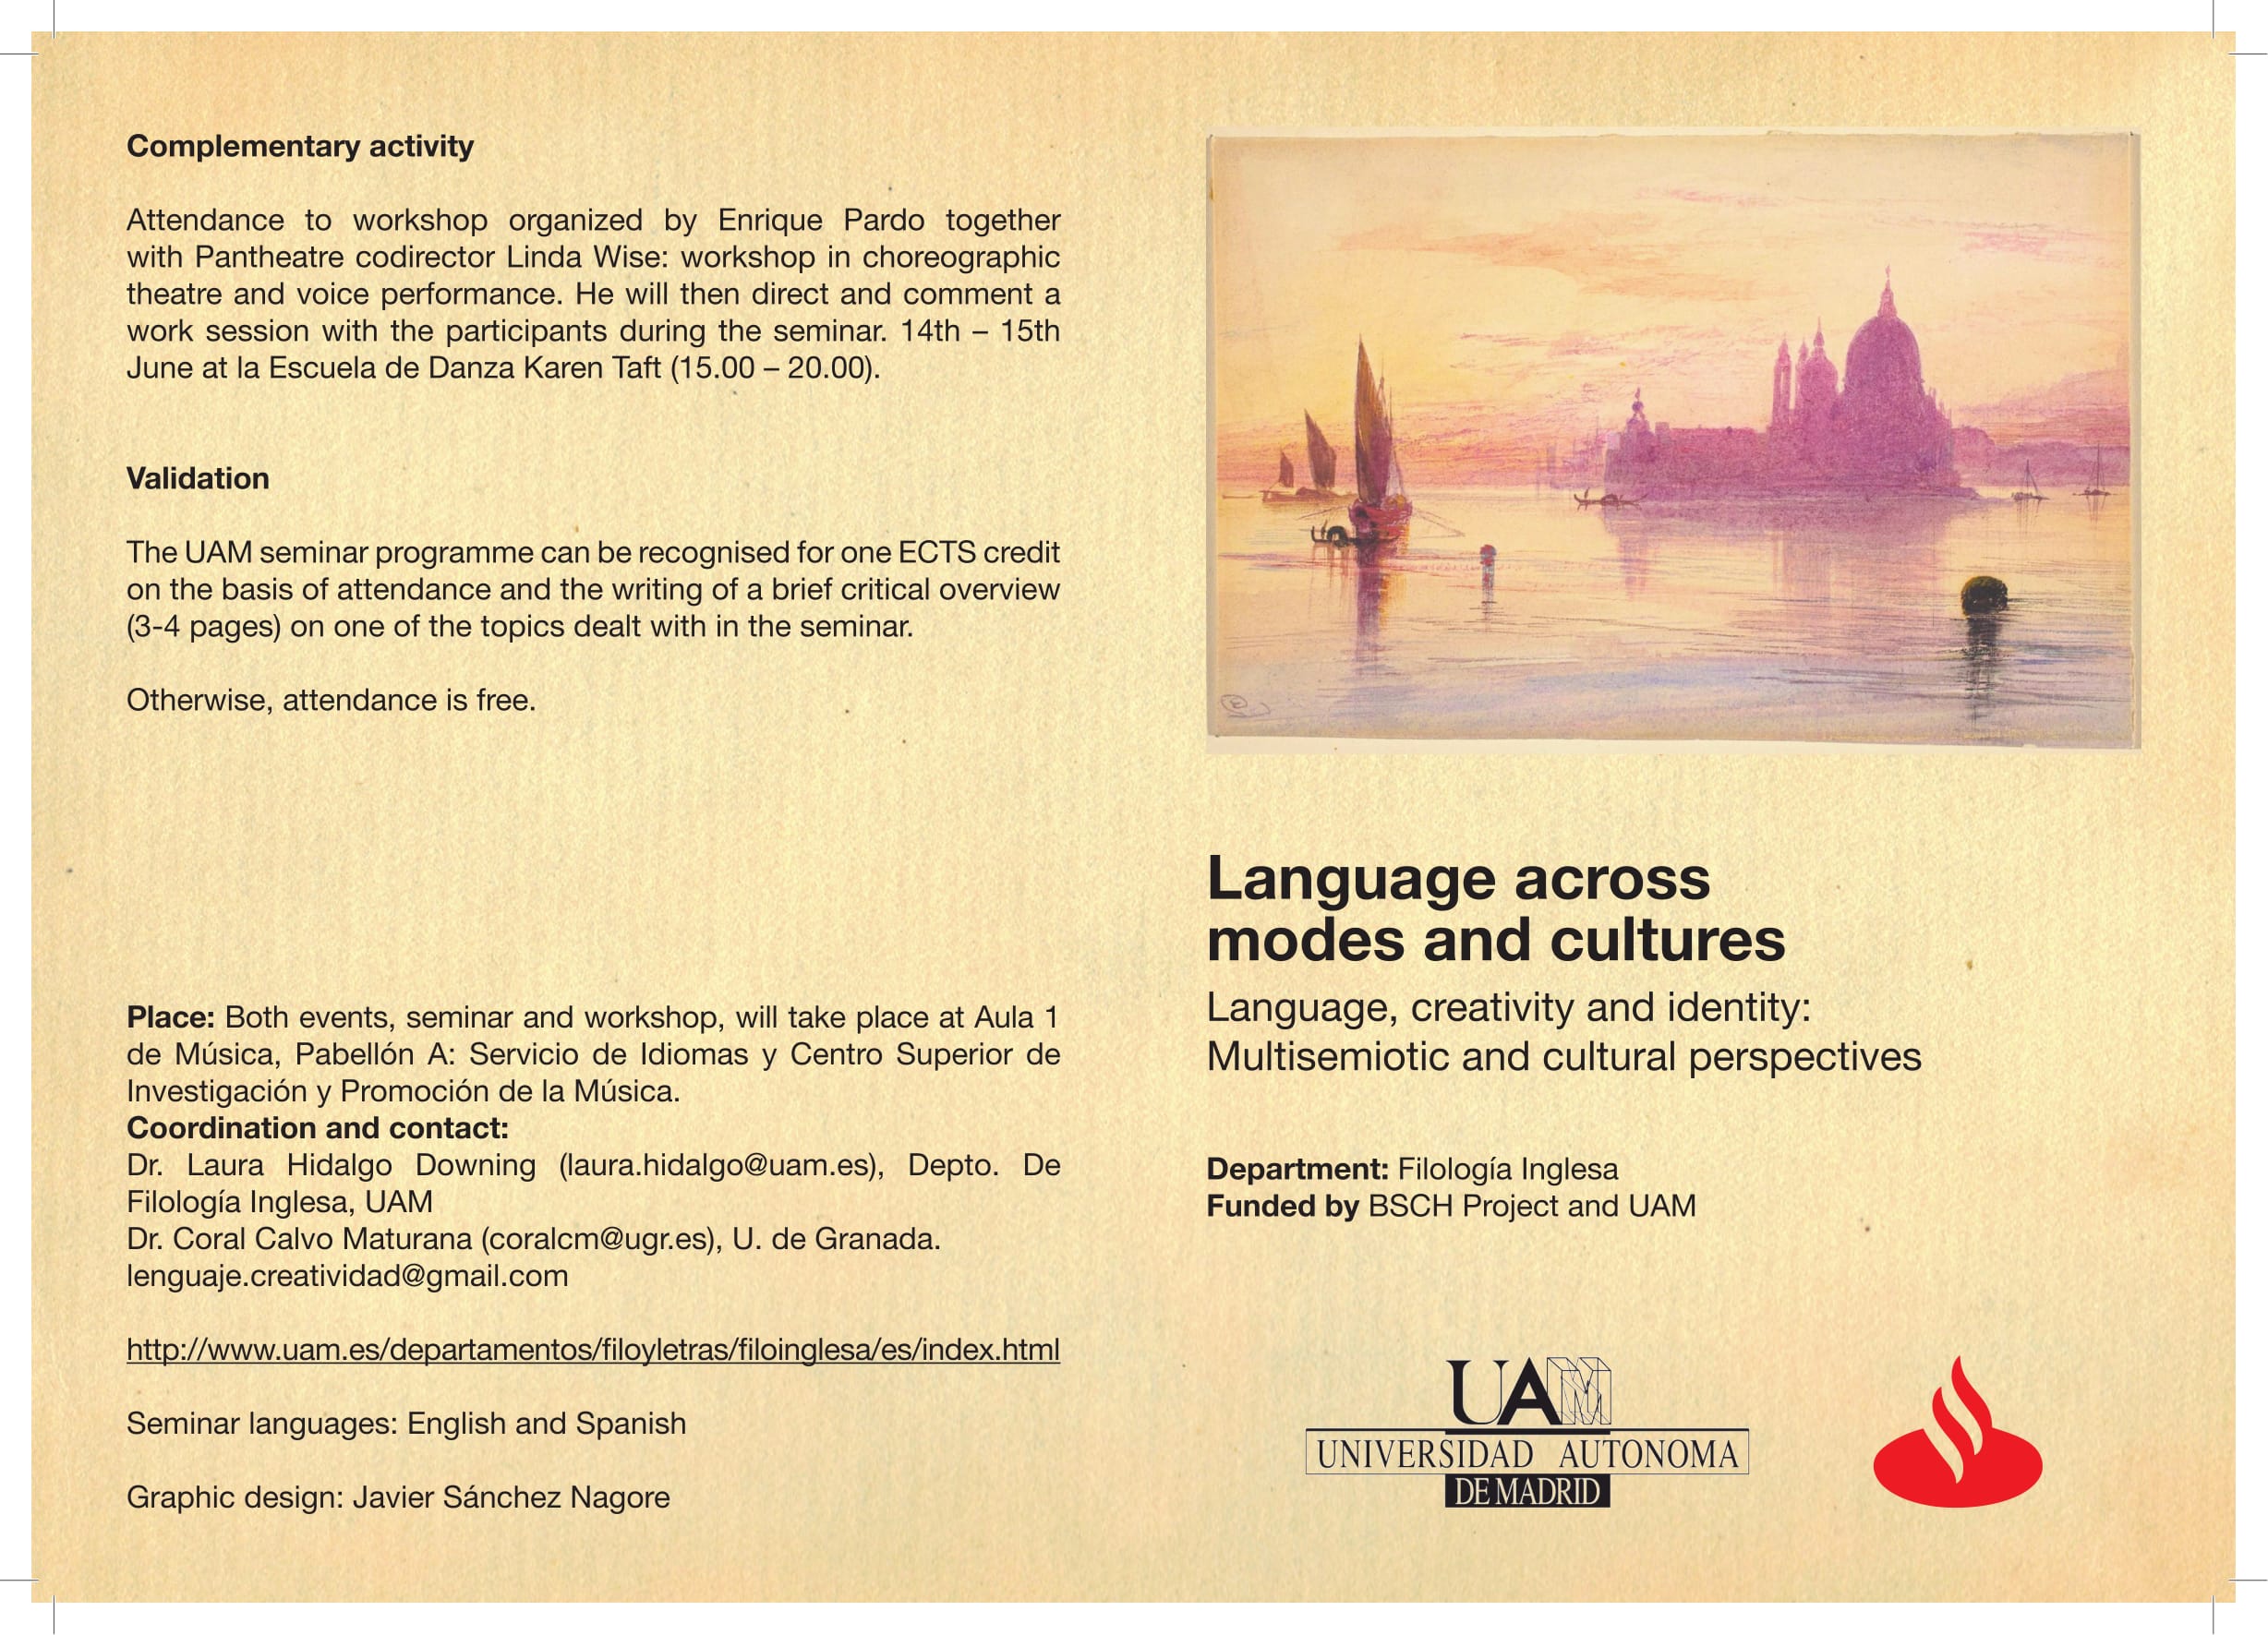 Complementary activity
Attendance to workshop organized by Enrique Pardo together
with Pantheatre codirector Linda Wise: workshop in choreographic
theatre and voice performance. He will then direct and comment a
work session with the participants during the seminar. 14th – 15th
June at la Escuela de Danza Karen Taft (15.00 – 20.00).
Validation
The UAM seminar programme can be recognised for one ECTS credit
on the basis of attendance and the writing of a brief critical overview
(3-4 pages) on one of the topics dealt with in the seminar.
Otherwise, attendance is free.
Place: Both events, seminar and workshop, will take place at Aula 1
de Música, Pabellón A: Servicio de Idiomas y Centro Superior de
Investigación y Promoción de la Música.
Coordination and contact:
Dr. Laura Hidalgo Downing (laura.hidalgo@uam.es), Depto. De
Filología Inglesa, UAM
Dr. Coral Calvo Maturana (coralcm@ugr.es), U. de Granada.
lenguaje.creatividad@gmail.com
http://www.uam.es/departamentos/filoyletras/filoinglesa/es/index.html
Seminar languages: English and Spanish
Graphic design: Javier Sánchez Nagore
Language across
modes and cultures
Language, creativity and identity:
Multisemiotic and cultural perspectives
Department: Filología Inglesa
Funded by BSCH Project and UAM
UAM
UNIVERSIDAD AUTONOMA
DE MADRID